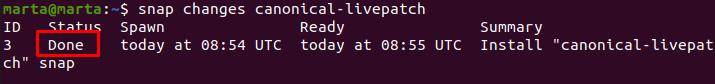 marta@marta:~$ snap changes canonical-livepatch
ID   Status   Spawn               Ready               Summary
3    Done     today at 08:54 UTC  today at 08:55 UTC  Install "canonical-livepat
ch" snap